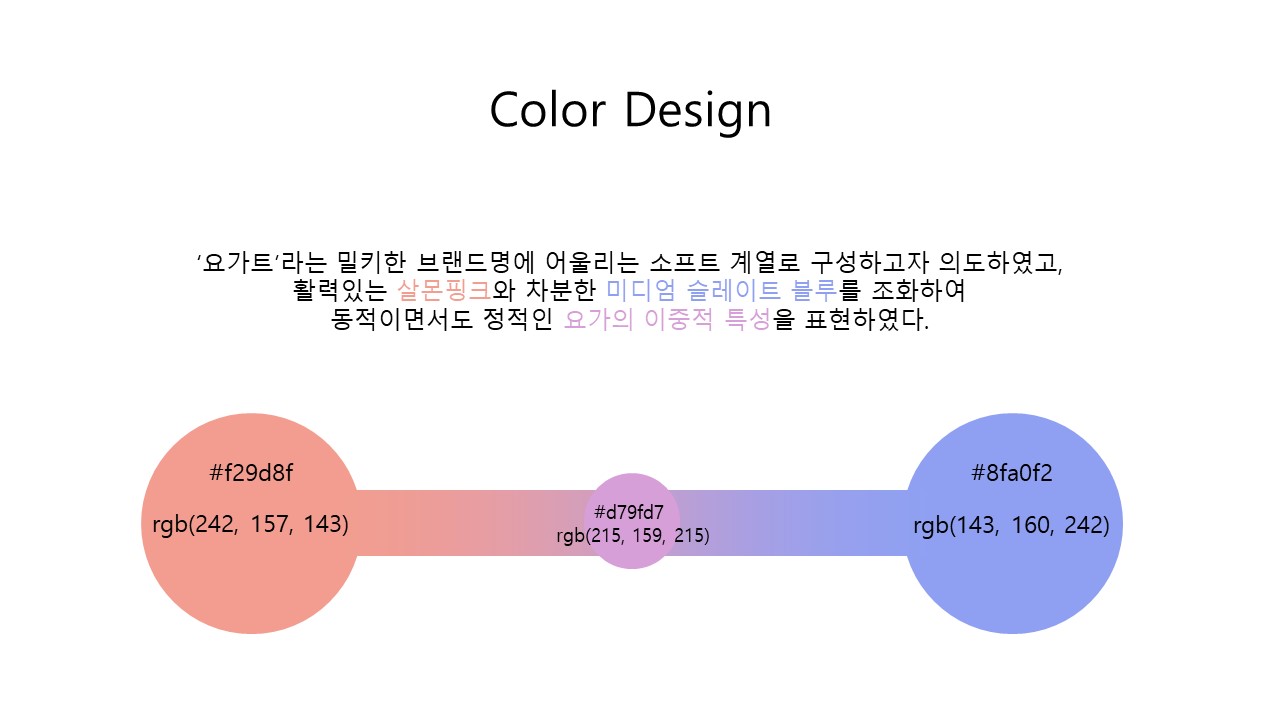 Color Design
‘요가트’라는 밀키한 브랜드명에 어울리는 소프트 계열로 구성하고자 의도하였고,
활력있는 살몬핑크와 차분한 미디엄 슬레이트 블루를 조화하여
동적이면서도 정적인 요가의 이중적 특성을 표현하였다.
#f29d8f
rgb(242, 157, 143)
#d79fd7
rgb(215, 159, 215)
#8fa0f2
rgb(143, 160, 242)